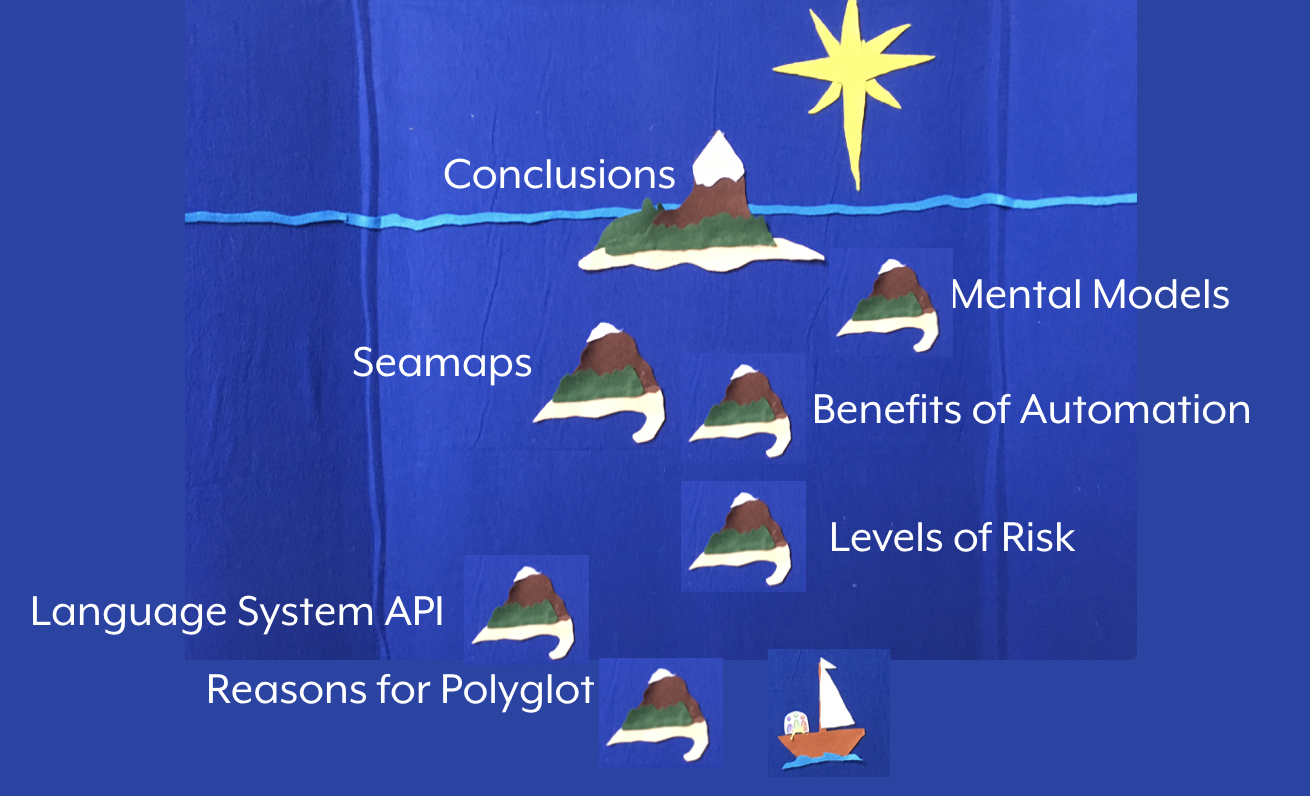 Conclusions
Mental Models
Seamaps
Benefits of Automation
Levels of Risk
Language System API
Reasons for Polyglot